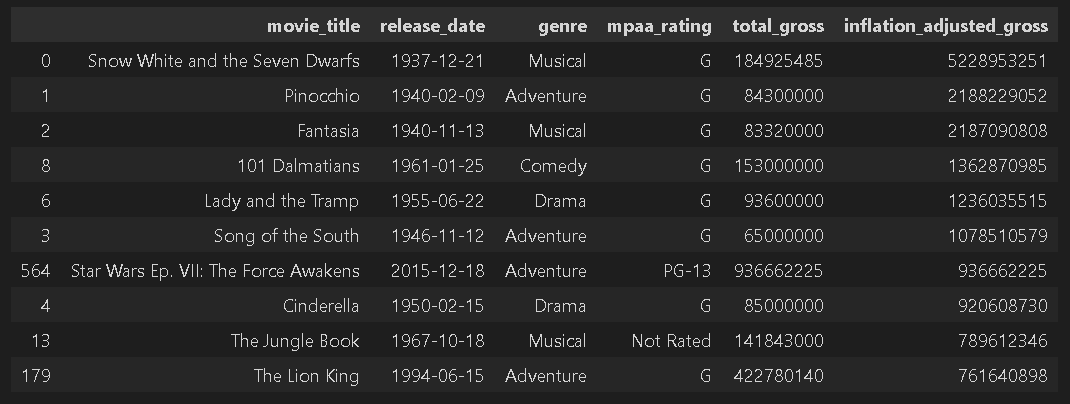 movie_title release_date genre mpaa_rating total_gross inflation_adjusted_gross
0 Snow White and the Seven Dwarfs 1937-12-21 Musical G 184925485 5228953251
1 Pinocchio 1940-02-09 Adventure G 84300000 2188229052
2 Fantasia 1940-11-13 Musical G 83320000 2187090808
8 101 Dalmatians 1961-01-25 Comedy G 153000000 1362870985
6 Lady and the Tramp 1955-06-22 Drama G 93600000 1236035515
3 Song of the South 1946-11-12 Adventure G 65000000 1078510579
564 Star Wars Ep. VII: The Force Awakens 2015-12-18 Adventure PG-13 936662225 936662225
4 Cinderella 1950-02-15 Drama G 85000000 920608730
13 The Jungle Book 1967-10-18 Musical Not Rated 141843000 789612346
179 The Lion King 1994-06-15 Adventure G 422780140 761640898